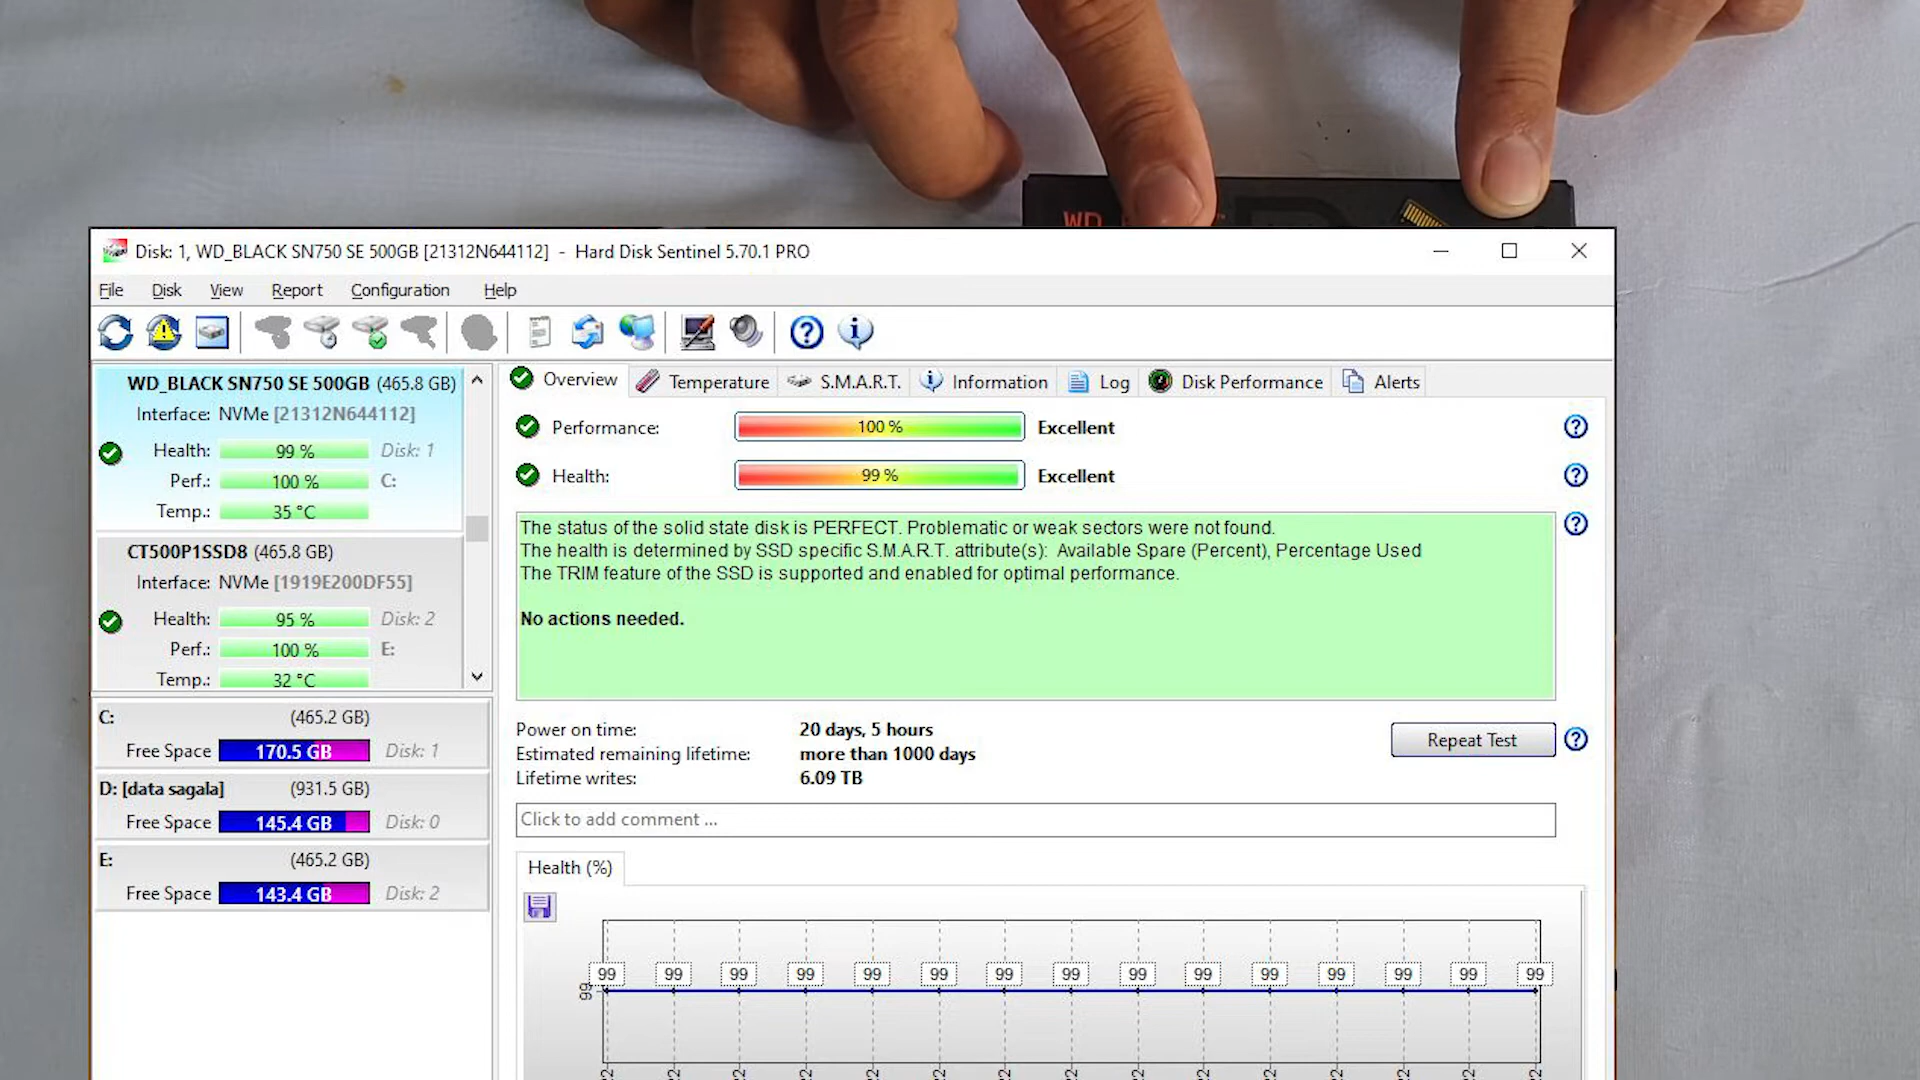 WD
Disk: 1, WD_BLACK SN750 SE 500GB [21312N644112] - Hard Disk Sentinel 5.70.1 PRO
File Disk View Report Configuration Help
WD_BLACK SN750 SE 500GB (465.8 GB)
Interface: NVMe [21312N644112]
Health: 99 % Disk: 1
Perf.: 100 % C:
Temp.: 35 °C
CT500P1SSD8 (465.8 GB)
Interface: NVMe [1919E200DF55]
Health: 95 % Disk: 2
Perf.: 100 % E:
Temp.: 32 °C
C: (465.2 GB)
Free Space 170.5 GB Disk: 1
D: [data sagala] (931.5 GB)
Free Space 145.4 GB Disk: 0
E: (465.2 GB)
Free Space 143.4 GB Disk: 2
Overview Temperature S.M.A.R.T. Information Log Disk Performance Alerts
Performance: 100 % Excellent
Health: 99 % Excellent
The status of the solid state disk is PERFECT. Problematic or weak sectors were not found.
The health is determined by SSD specific S.M.A.R.T. attribute(s): Available Spare (Percent), Percentage Used
The TRIM feature of the SSD is supported and enabled for optimal performance.
No actions needed.
Power on time: 20 days, 5 hours
Estimated remaining lifetime: more than 1000 days
Lifetime writes: 6.09 TB
Repeat Test
Click to add comment ...
Health (%)
99 99 99 99 99 99 99 99 99 99 99 99 99 99 99
99